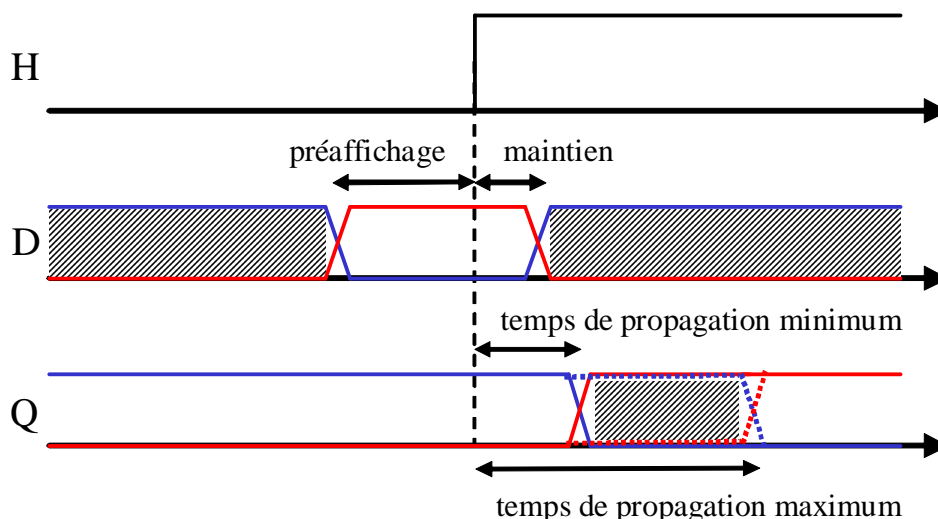 H
préaffichage
maintien
D
temps de propagation minimum
Q
temps de propagation maximum